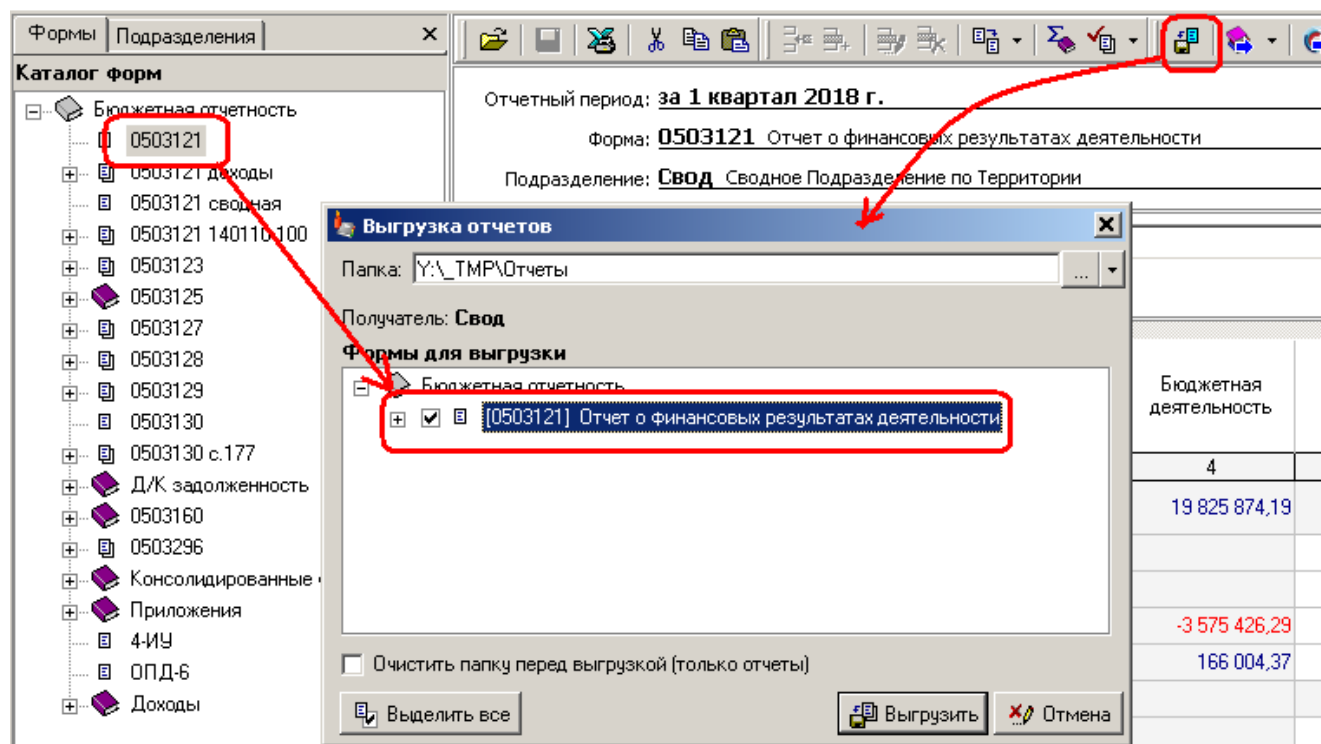 Формы
Подразделения
Каталог форм
Бюджетная отчетность
0503121
0503121 доходы
0503121 сводная
0503121 140110 100
0503123
0503125
0503127
0503128
0503129
0503130
0503130 с.177
Д/К задолженность
0503160
0503296
Консолидированные
Приложения
4-ИУ
ОПД-6
Доходы
Отчетный период: за 1 квартал 2018 г.
Форма: 0503121 Отчет о финансовых результатах деятельности
Подразделение: Свод Сводное Подразделение по Территории
Выгрузка отчетов
Папка: Y:\_TMP\Отчеты
...
Получатель: Свод
Формы для выгрузки
Бюджетная отчетность
[0503121] Отчет о финансовых результатах деятельности
Очистить папку перед выгрузкой (только отчеты)
Выделить все
Выгрузить
Отмена
Бюджетная
деятельность
4
19 825 874,19
-3 575 426,29
166 004,37